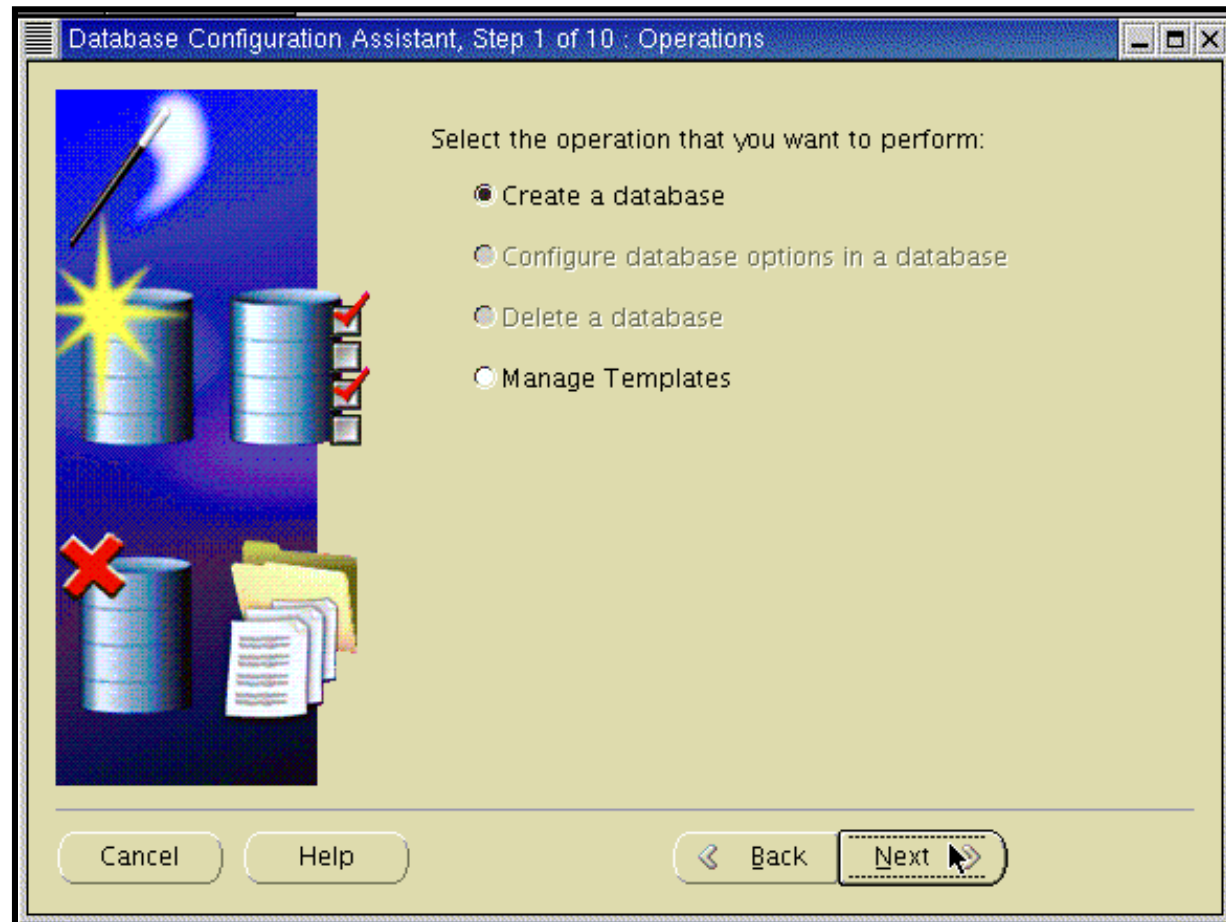 Database Configuration Assistant, Step 1 of 10 : Operations
Select the operation that you want to perform:
Create a database
Configure database options in a database
Delete a database
Manage Templates
Cancel
Help
Back
Next